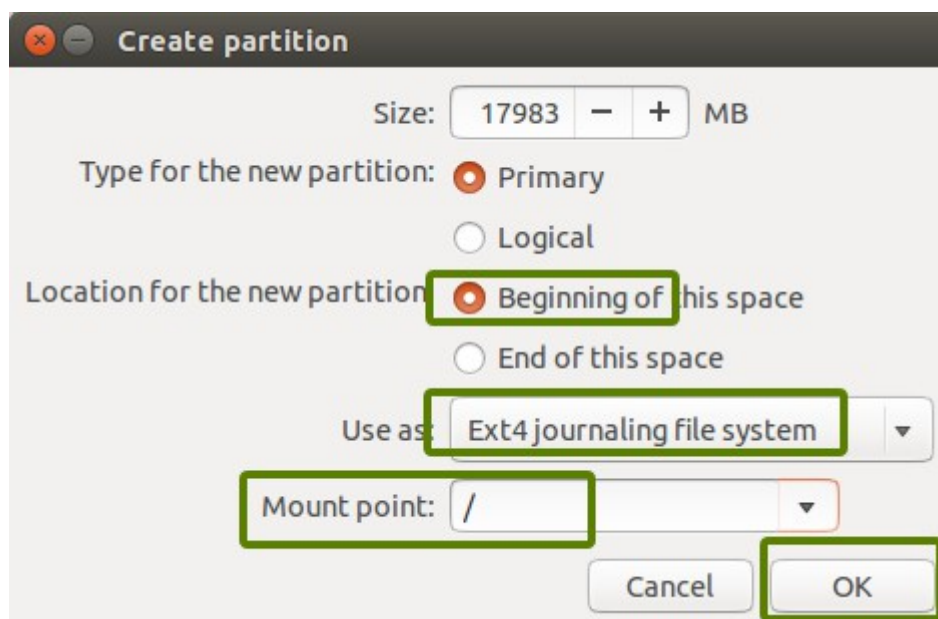 Create partition
Size: 17983 − + MB
Type for the new partition: Primary
Logical
Location for the new partition Beginning of this space
End of this space
Use as: Ext4 journaling file system
Mount point: /
Cancel OK